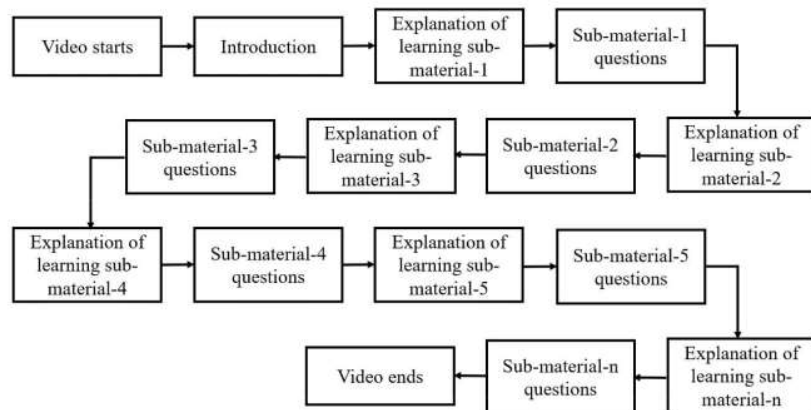 Video starts
Introduction
Explanation of
learning sub-
material-1
Sub-material-1
questions
Explanation of
learning sub-
material-2
Sub-material-2
questions
Explanation of
learning sub-
material-3
Sub-material-3
questions
Explanation of
learning sub-
material-4
Sub-material-4
questions
Explanation of
learning sub-
material-5
Sub-material-5
questions
Explanation of
learning sub-
material-n
Sub-material-n
questions
Video ends